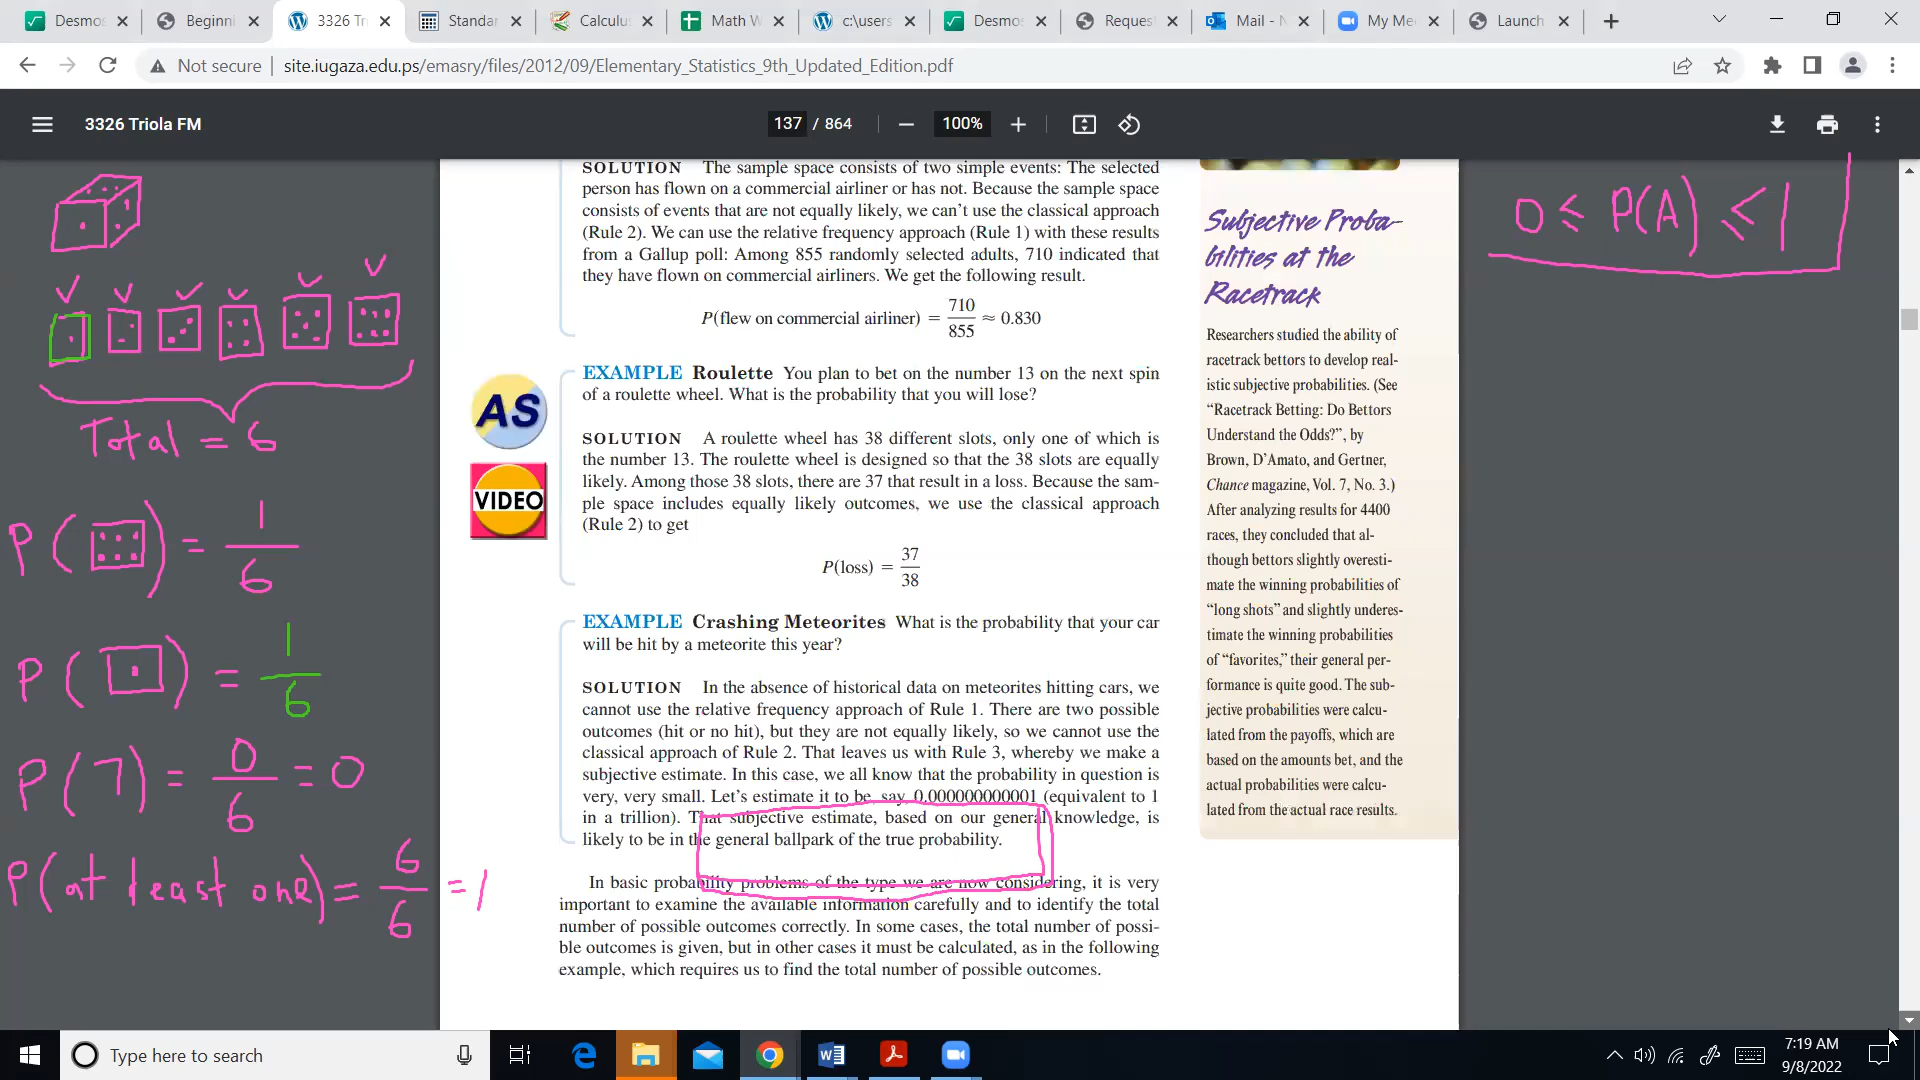 Desmos
Beginni
3326 Tri
Standar
Calculu
Math W
c:\users
Desmos
Reques
Mail - N
My Me
Launch
Not secure
site.iugaza.edu.ps/emasry/files/2012/09/Elementary_Statistics_9th_Updated_Edition.pdf
3326 Triola FM
137 / 864
100%
Total = 6
P( ) = 1/6
P( ) = 1/6
P(7) = 0/6 = 0
P(at least one) = 6/6 = 1
SOLUTION The sample space consists of two simple events: The selected
person has flown on a commercial airliner or has not. Because the sample space
consists of events that are not equally likely, we can't use the classical approach
(Rule 2). We can use the relative frequency approach (Rule 1) with these results
from a Gallup poll: Among 855 randomly selected adults, 710 indicated that
they have flown on commercial airliners. We get the following result.
P(flew on commercial airliner) = 710/855 ≈ 0.830
AS
VIDEO
EXAMPLE Roulette You plan to bet on the number 13 on the next spin
of a roulette wheel. What is the probability that you will lose?
SOLUTION A roulette wheel has 38 different slots, only one of which is
the number 13. The roulette wheel is designed so that the 38 slots are equally
likely. Among those 38 slots, there are 37 that result in a loss. Because the sam-
ple space includes equally likely outcomes, we use the classical approach
(Rule 2) to get
P(loss) = 37/38
EXAMPLE Crashing Meteorites What is the probability that your car
will be hit by a meteorite this year?
SOLUTION In the absence of historical data on meteorites hitting cars, we
cannot use the relative frequency approach of Rule 1. There are two possible
outcomes (hit or no hit), but they are not equally likely, so we cannot use the
classical approach of Rule 2. That leaves us with Rule 3, whereby we make a
subjective estimate. In this case, we all know that the probability in question is
very, very small. Let's estimate it to be, say, 0.000000000001 (equivalent to 1
in a trillion). That subjective estimate, based on our general knowledge, is
likely to be in the general ballpark of the true probability.
In basic probability problems of the type we are now considering, it is very
important to examine the available information carefully and to identify the total
number of possible outcomes correctly. In some cases, the total number of possi-
ble outcomes is given, but in other cases it must be calculated, as in the following
example, which requires us to find the total number of possible outcomes.
Subjective Proba-
bilities at the
Racetrack
Researchers studied the ability of
racetrack bettors to develop real-
istic subjective probabilities. (See
“Racetrack Betting: Do Bettors
Understand the Odds?”, by
Brown, D'Amato, and Gertner,
Chance magazine, Vol. 7, No. 3.)
After analyzing results for 4400
races, they concluded that al-
though bettors slightly overesti-
mate the winning probabilities of
“long shots” and slightly underes-
timate the winning probabilities
of “favorites,” their general per-
formance is quite good. The sub-
jective probabilities were calcu-
lated from the payoffs, which are
based on the amounts bet, and the
actual probabilities were calcu-
lated from the actual race results.
0 ≤ P(A) ≤ 1
Type here to search
7:19 AM
9/8/2022